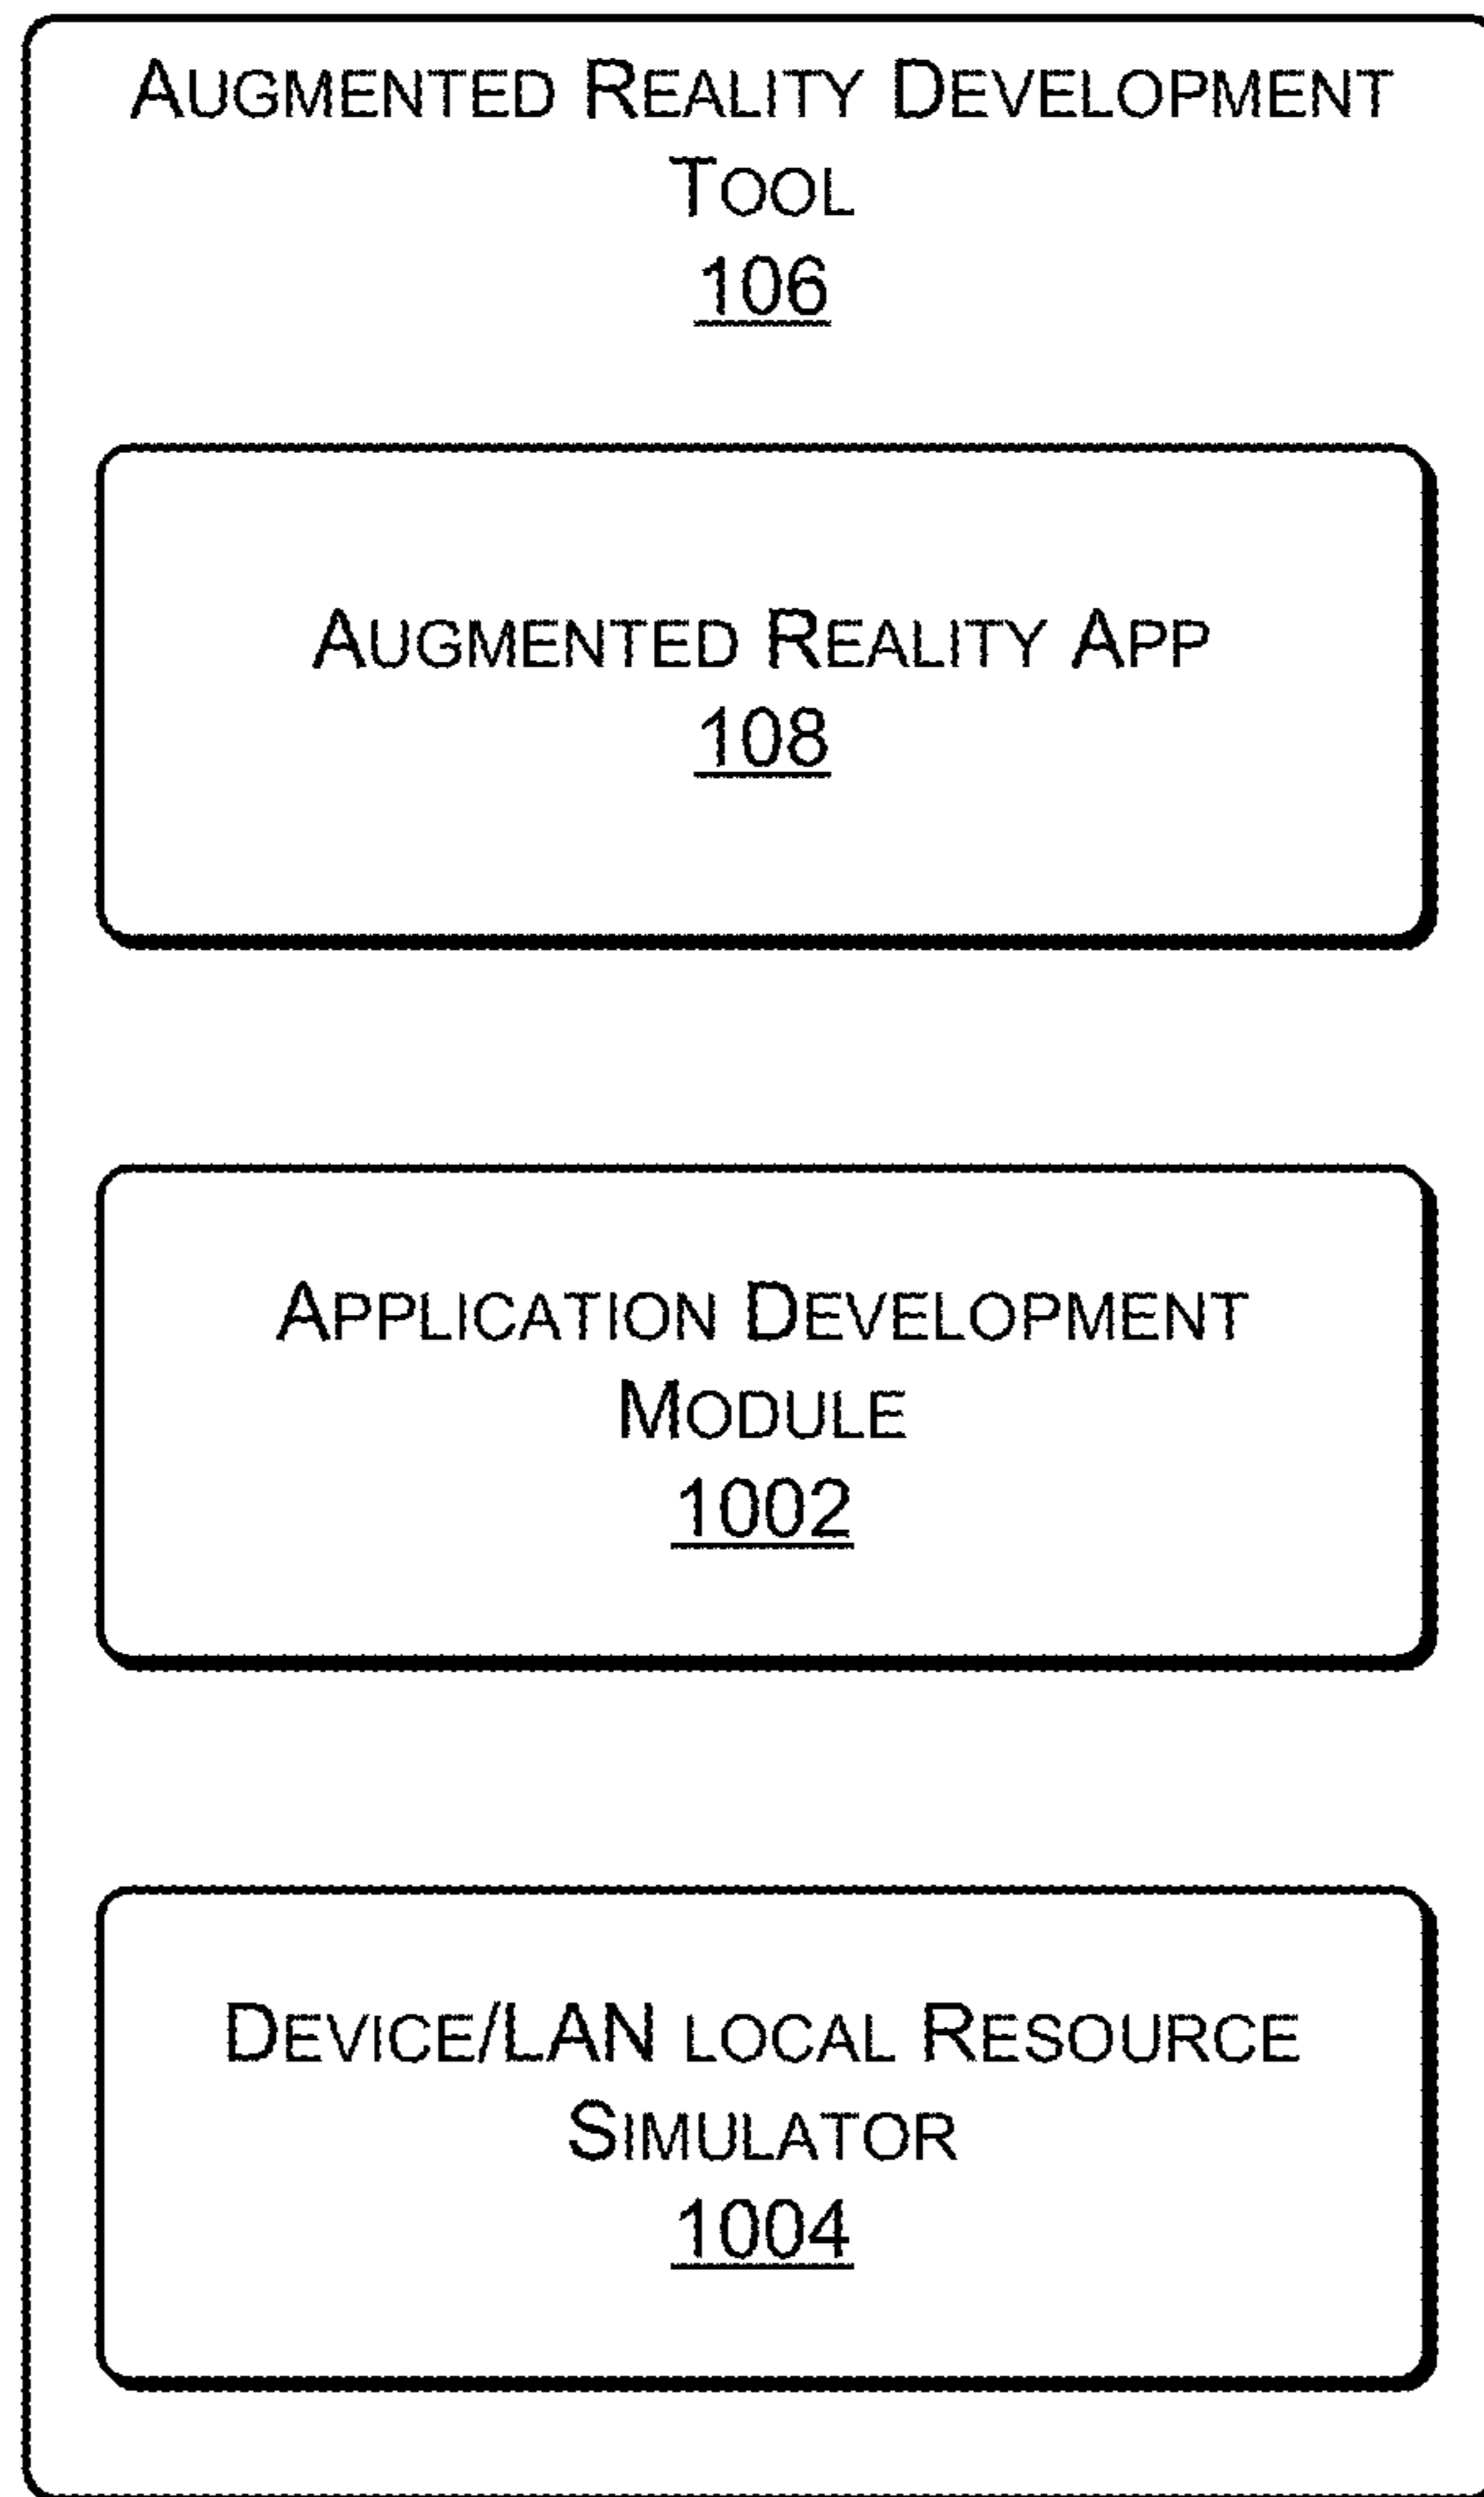 Augmented Reality Development
Tool
106
Augmented Reality App
108
Application Development
Module
1002
Device/LAN local Resource
Simulator
1004